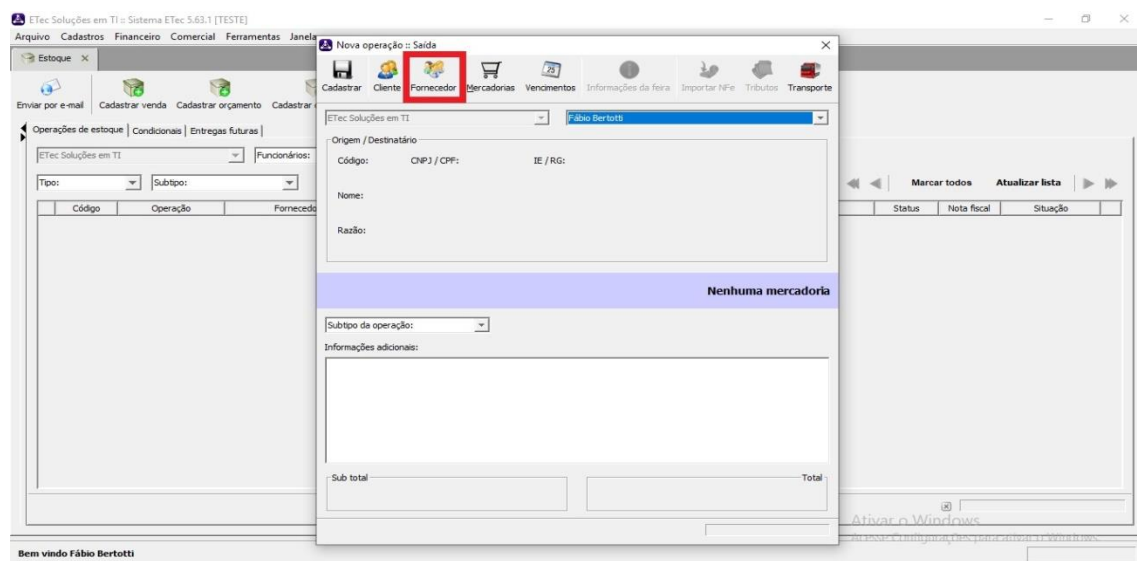 ETec Soluções em TI :: Sistema ETec 5.63.1 [TESTE]
Arquivo Cadastros Financeiro Comercial Ferramentas Janela
Estoque
Enviar por e-mail Cadastrar venda Cadastrar orçamento Cadastrar
Operações de estoque Condicionais Entregas futuras
ETec Soluções em TI Funcionários:
Tipo: Subtipo: Marcar todos Atualizar lista
Código Operação Fornecedo Status Nota fiscal Situação
Nova operação :: Saída
Cadastrar Cliente Fornecedor Mercadorias Vencimentos Informações da feira Importar NFe Tributos Transporte
ETec Soluções em TI Fábio Bertotti
Origem / Destinatário
Código: CNPJ / CPF: IE / RG:
Nome:
Razão:
Nenhuma mercadoria
Subtipo da operação:
Informações adicionais:
Sub total Total
Ativar o Windows
Acesse Configurações para ativar o Windows.
Bem vindo Fábio Bertotti